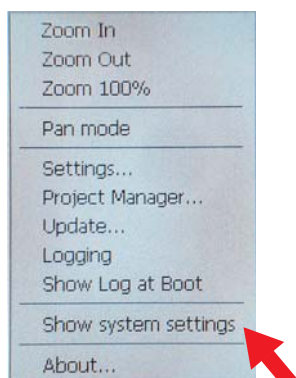 Zoom In
Zoom Out
Zoom 100%
Pan mode
Settings...
Project Manager...
Update...
Logging
Show Log at Boot
Show system settings
About...